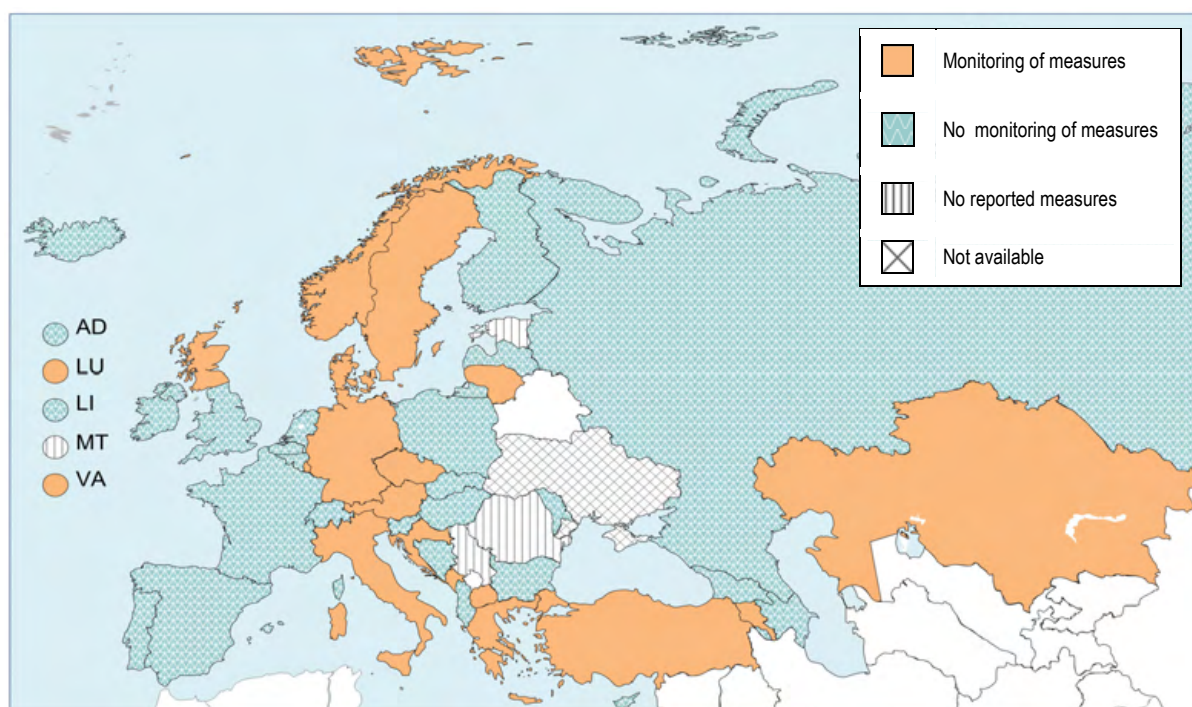 Monitoring of measures
No monitoring of measures
No reported measures
Not available
AD
LU
LI
MT
VA